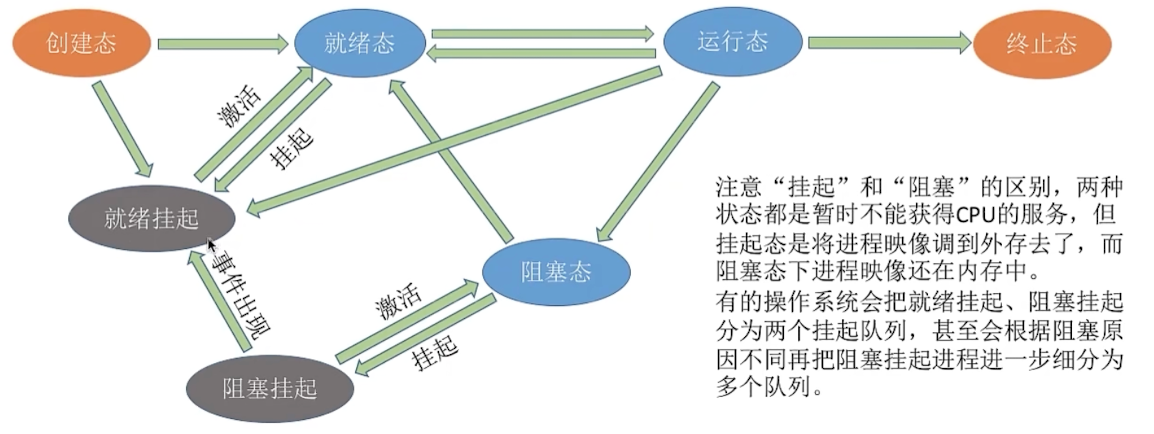 创建态
就绪态
运行态
终止态
激活
挂起
就绪挂起
事件出现
阻塞态
激活
挂起
阻塞挂起
注意“挂起”和“阻塞”的区别，两种
状态都是暂时不能获得CPU的服务，但
挂起态是将进程映像调到外存去了，而
阻塞态下进程映像还在内存中。
有的操作系统会把就绪挂起、阻塞挂起
分为两个挂起队列，甚至会根据阻塞原
因不同再把阻塞挂起进程进一步细分为
多个队列。